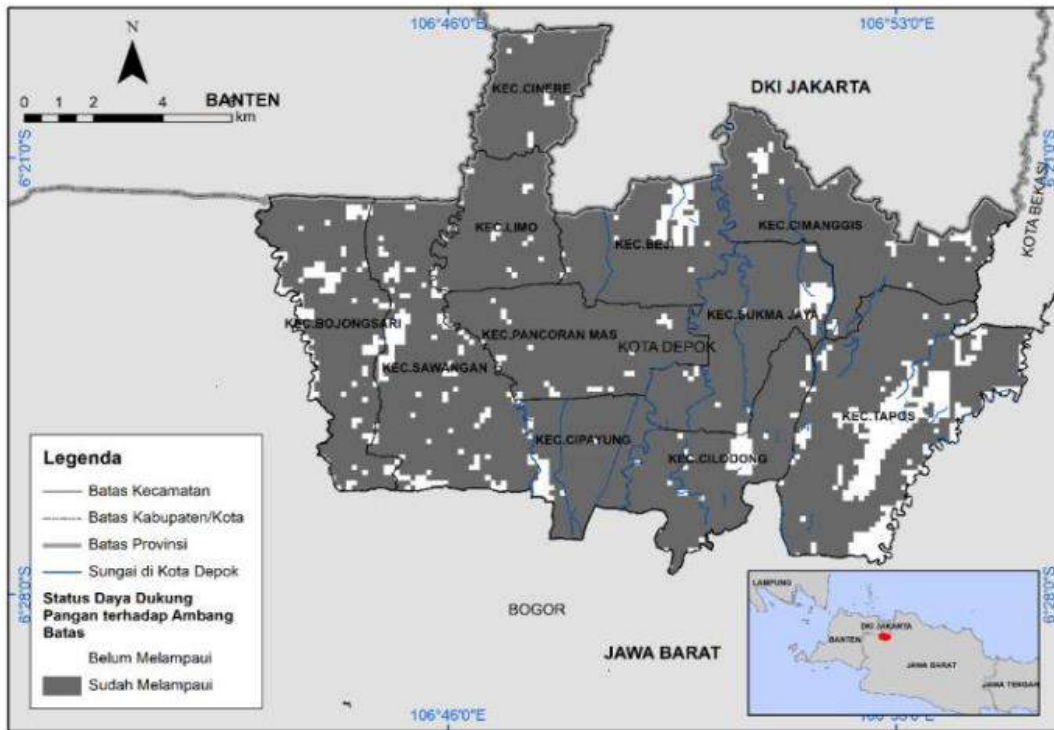 106°46'0"E
106°53'0"E
N
0 1 2 4 6
km
BANTEN
DKI JAKARTA
KEC.CINERE
6°21'0"S
6°21'0"S
KOTA BEKASI
KEC.LIMO
KEC.BEJI
KEC.CIMANGGIS
KEC.BOJONGSARI
KEC.SAWANGAN
KEC.PANCORAN MAS
KOTA DEPOK
KEC.SUKMA JAYA
KEC.TAPOS
KEC.CIPAYUNG
KEC.CILODONG
Legenda
Batas Kecamatan
Batas Kabupaten/Kota
Batas Provinsi
Sungai di Kota Depok
Status Daya Dukung
Pangan terhadap Ambang
Batas
Belum Melampaui
Sudah Melampaui
6°28'0"S
6°28'0"S
BOGOR
JAWA BARAT
LAMPUNG
DKI JAKARTA
BANTEN
JAWA BARAT
JAWA TENGAH
106°46'0"E